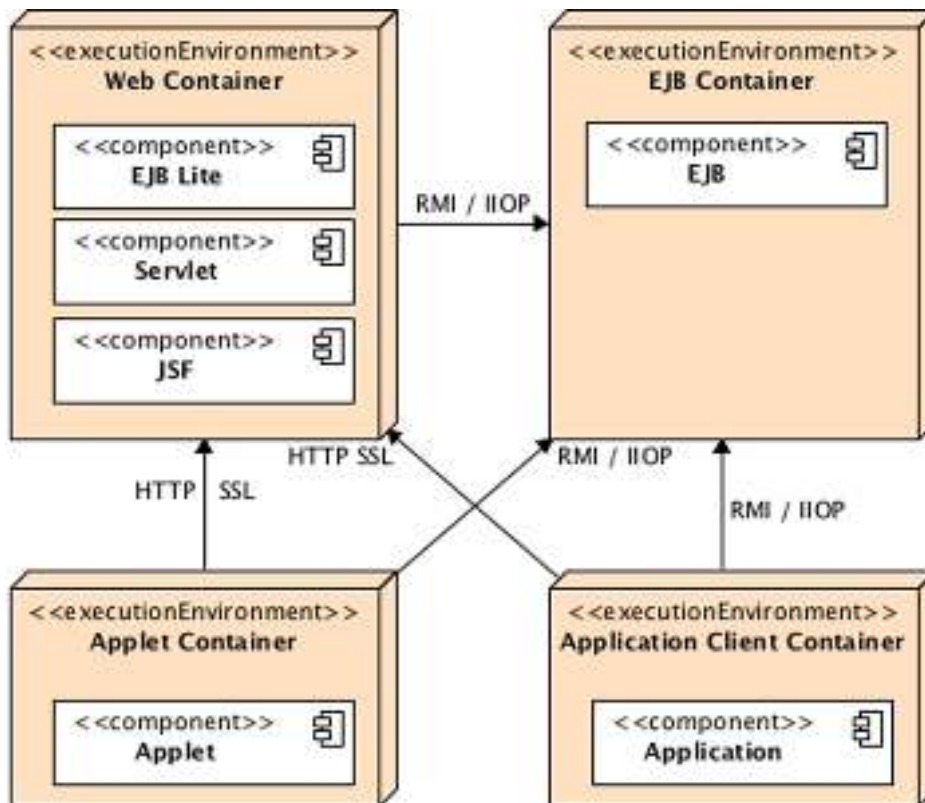 <<executionEnvironment>>
Web Container
<<component>>
EJB Lite
<<component>>
Servlet
<<component>>
JSF
RMI / IIOP
<<executionEnvironment>>
EJB Container
<<component>>
EJB
HTTP SSL
HTTP SSL
RMI / IIOP
RMI / IIOP
<<executionEnvironment>>
Applet Container
<<component>>
Applet
<<executionEnvironment>>
Application Client Container
<<component>>
Application